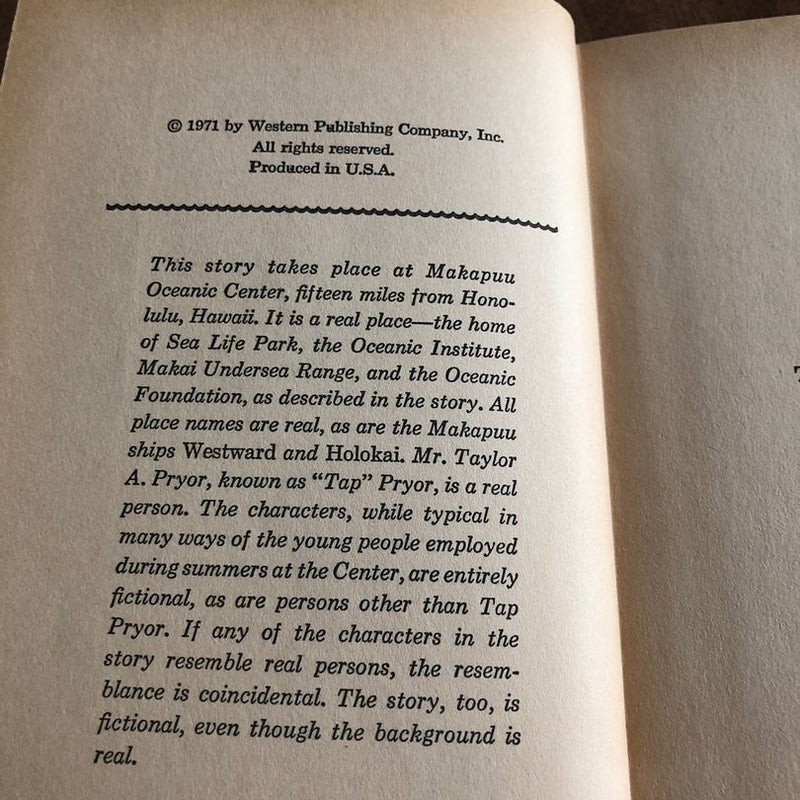 © 1971 by Western Publishing Company, Inc.
All rights reserved.
Produced in U.S.A.
This story takes place at Makapuu
Oceanic Center, fifteen miles from Hono-
lulu, Hawaii. It is a real place—the home
of Sea Life Park, the Oceanic Institute,
Makai Undersea Range, and the Oceanic
Foundation, as described in the story. All
place names are real, as are the Makapuu
ships Westward and Holokai. Mr. Taylor
A. Pryor, known as “Tap” Pryor, is a real
person. The characters, while typical in
many ways of the young people employed
during summers at the Center, are entirely
fictional, as are persons other than Tap
Pryor. If any of the characters in the
story resemble real persons, the resem-
blance is coincidental. The story, too, is
fictional, even though the background is
real.